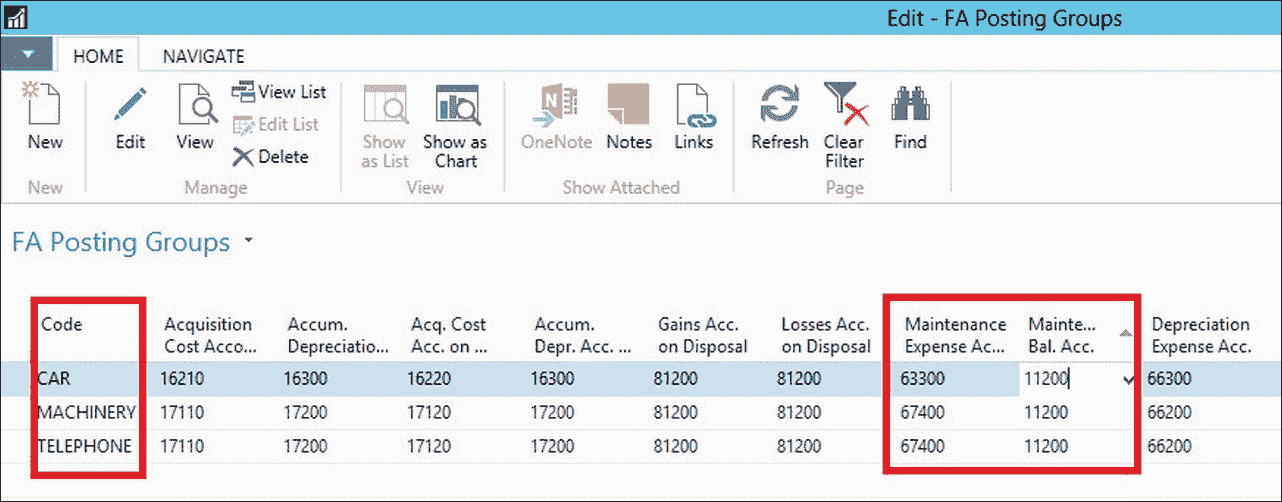 Edit - FA Posting Groups
HOME NAVIGATE
New
Edit
View
View List
Edit List
Delete
Show as List
Show as Chart
OneNote
Notes
Links
Refresh
Clear Filter
Find
New Manage View Show Attached Page
FA Posting Groups
Code Acquisition Accum. Acq. Cost Accum. Gains Acc. Losses Acc. Maintenance Mainte... Depreciation
Cost Acco... Depreciatio... Acc. on ... Depr. Acc. ... on Disposal on Disposal Expense Ac... Bal. Acc. Expense Acc.
CAR 16210 16300 16220 16300 81200 81200 63300 11200 66300
MACHINERY 17110 17200 17120 17200 81200 81200 67400 11200 66200
TELEPHONE 17110 17200 17120 17200 81200 81200 67400 11200 66200